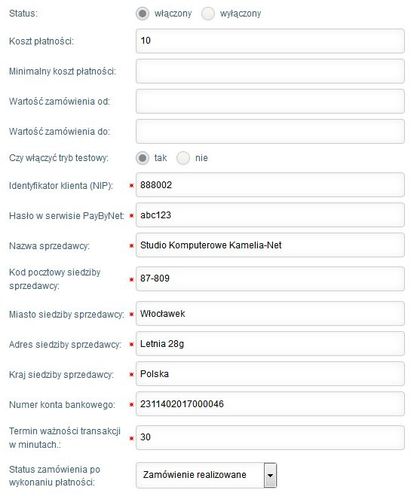 Status: włączony wyłączony
Koszt płatności: 10
Minimalny koszt płatności:
Wartość zamówienia od:
Wartość zamówienia do:
Czy włączyć tryb testowy: tak nie
Identyfikator klienta (NIP): * 888002
Hasło w serwisie PayByNet: * abc123
Nazwa sprzedawcy: * Studio Komputerowe Kamelia-Net
Kod pocztowy siedziby
sprzedawcy: * 87-809
Miasto siedziby sprzedawcy: * Włocławek
Adres siedziby sprzedawcy: * Letnia 28g
Kraj siedziby sprzedawcy: * Polska
Numer konta bankowego: * 2311402017000046
Termin ważności transakcji
w minutach.: * 30
Status zamówienia po
wykonaniu płatności: Zamówienie realizowane